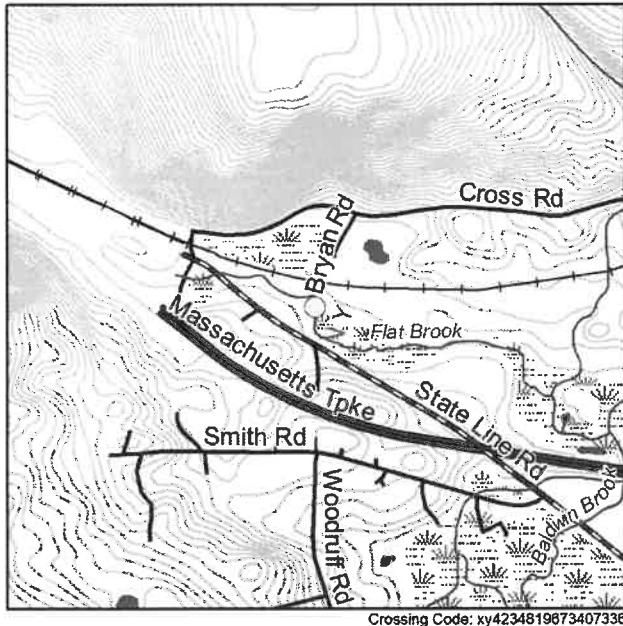 Cross Rd
Bryan Rd
Flat Brook
Massachusetts Tpke
State Line Rd
Smith Rd
Woodruff Rd
Baldwin Brook
Crossing Code: xy4234819673407336